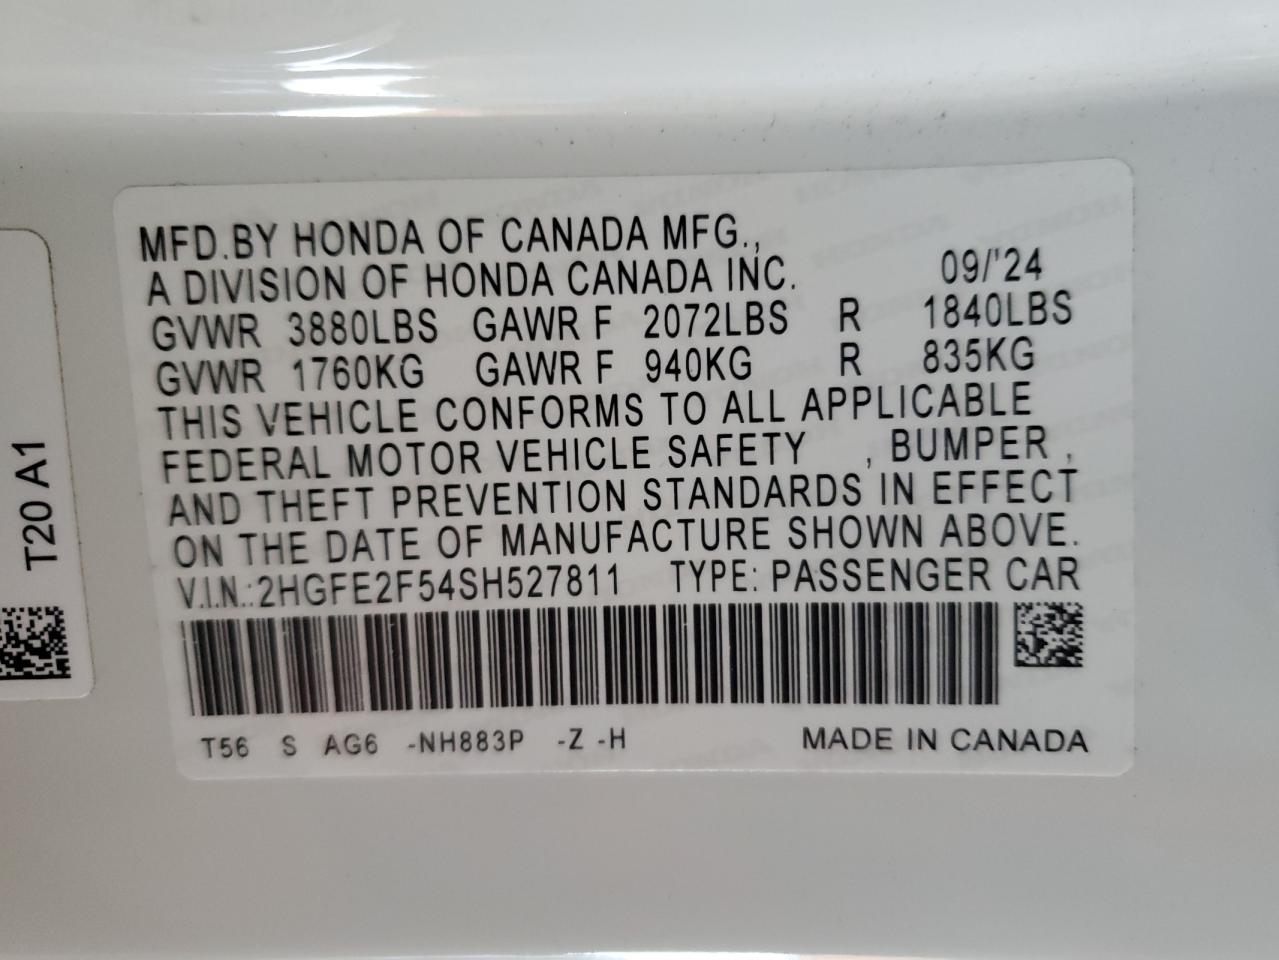 MFD.BY HONDA OF CANADA MFG.,
A DIVISION OF HONDA CANADA INC. 09/'24
GVWR 3880LBS GAWR F 2072LBS R 1840LBS
GVWR 1760KG GAWR F 940KG R 835KG
THIS VEHICLE CONFORMS TO ALL APPLICABLE
FEDERAL MOTOR VEHICLE SAFETY , BUMPER ,
AND THEFT PREVENTION STANDARDS IN EFFECT
ON THE DATE OF MANUFACTURE SHOWN ABOVE.
V.I.N.:2HGFE2F54SH527811 TYPE: PASSENGER CAR
T56 S AG6 -NH883P -Z -H MADE IN CANADA
T20 A1